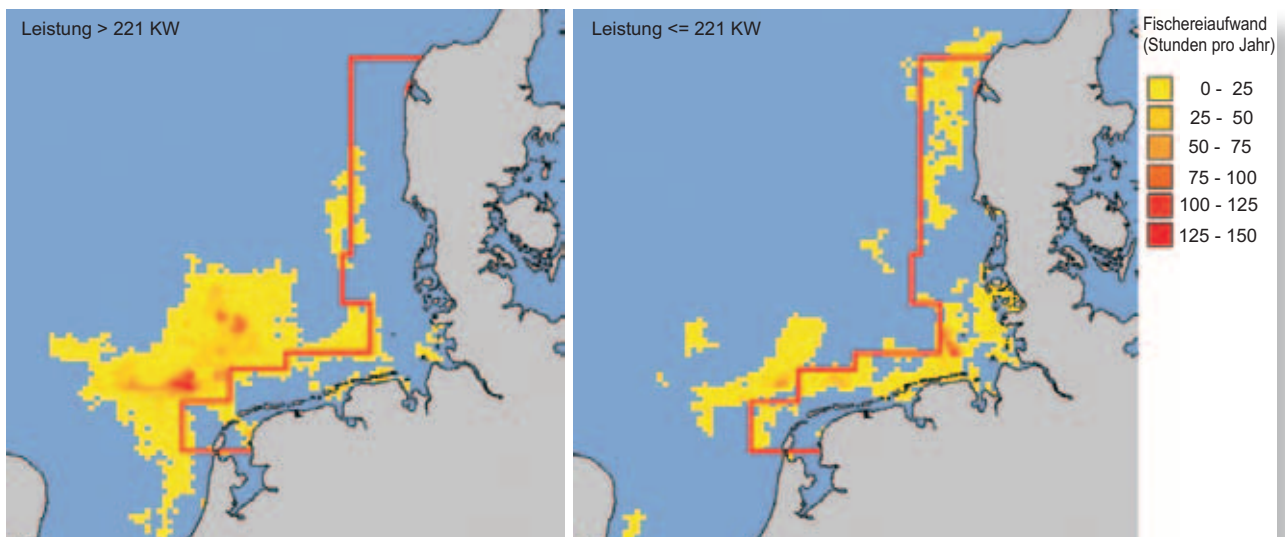 Leistung > 221 KW
Leistung <= 221 KW
Fischereiaufwand
(Stunden pro Jahr)
0 - 25
25 - 50
50 - 75
75 - 100
100 - 125
125 - 150